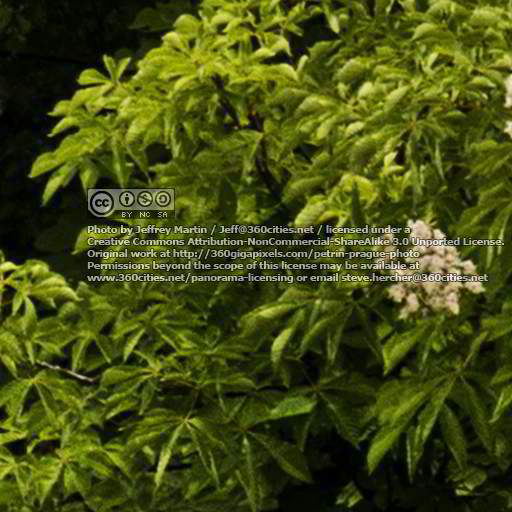 cc BY NC SA
Photo by Jeffrey Martin / Jeff@360cities.net / licensed under a
Creative Commons Attribution-NonCommercial-ShareAlike 3.0 Unported License.
Original work at http://360gigapixels.com/petrin-prague-photo
Permissions beyond the scope of this license may be available at
www.360cities.net/panorama-licensing or email steve.hercher@360cities.net